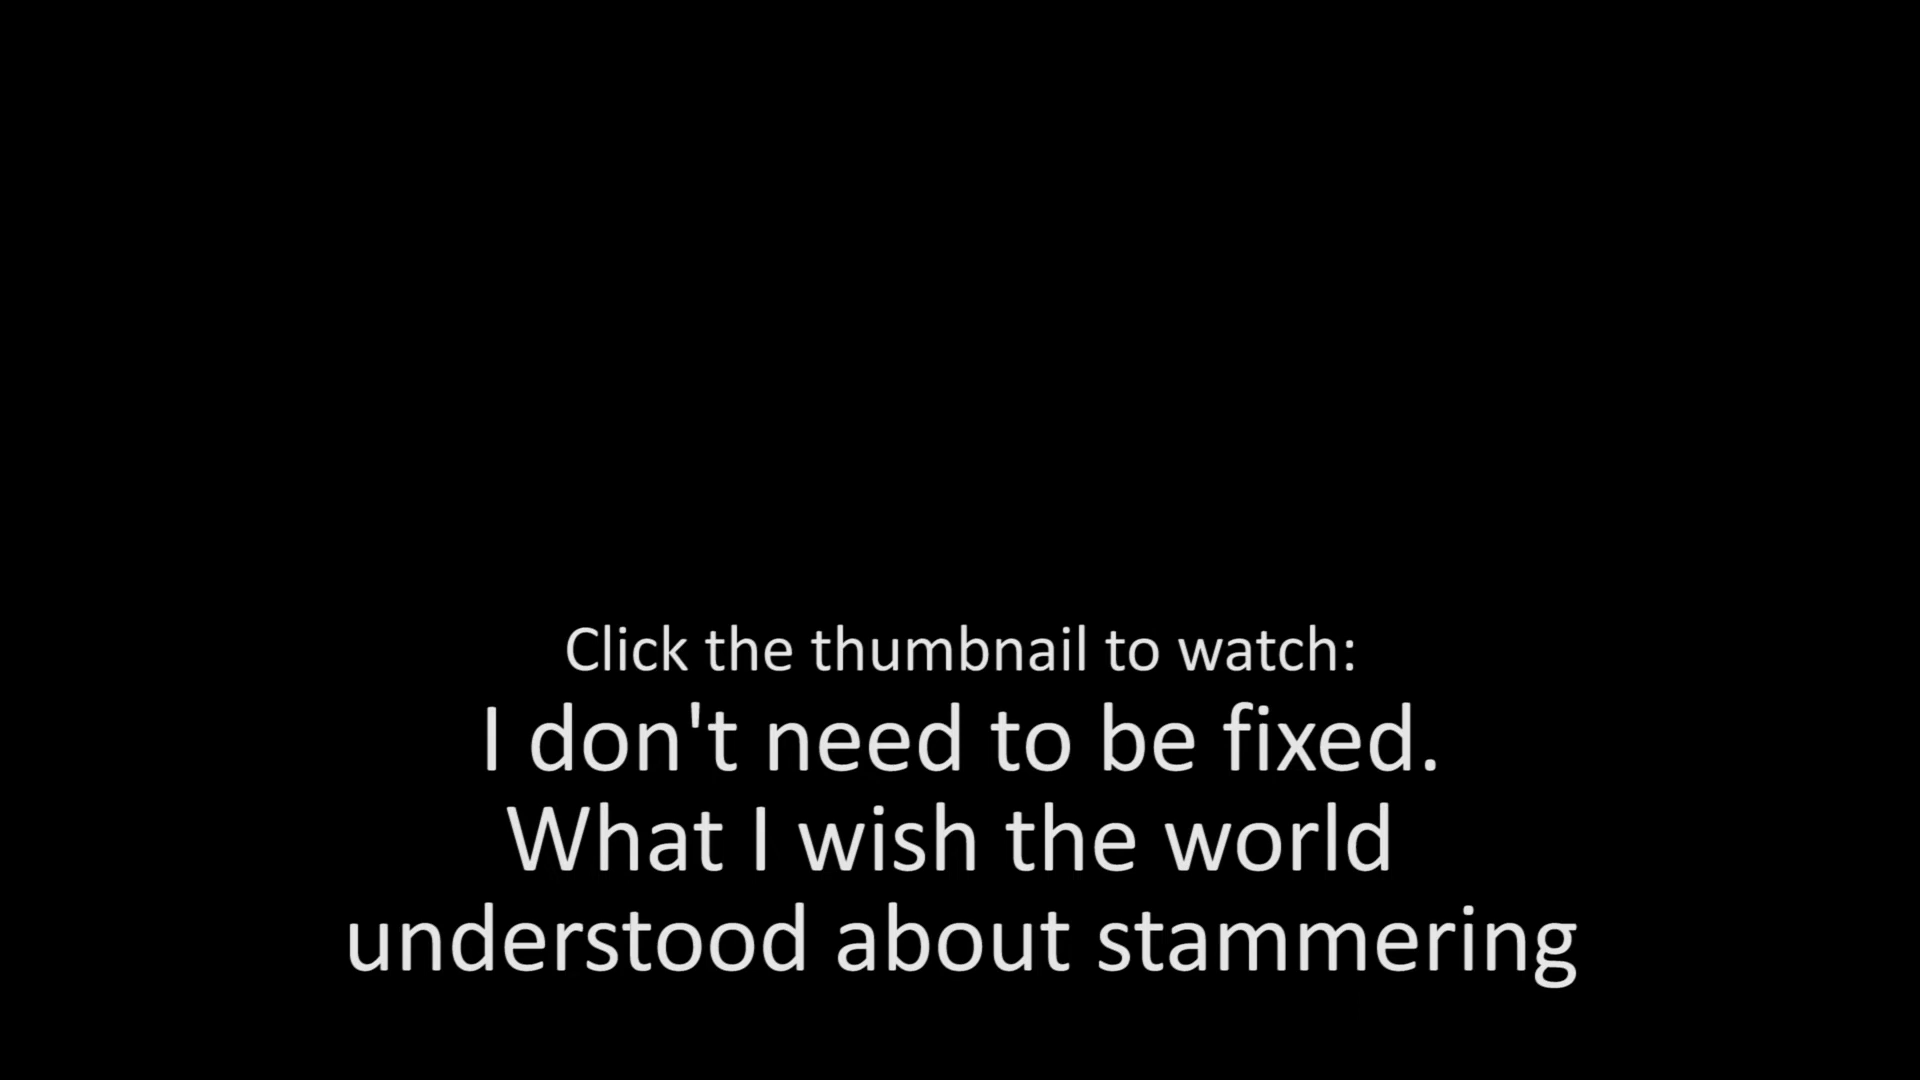 Click the thumbnail to watch:
I don't need to be fixed.
What I wish the world
understood about stammering